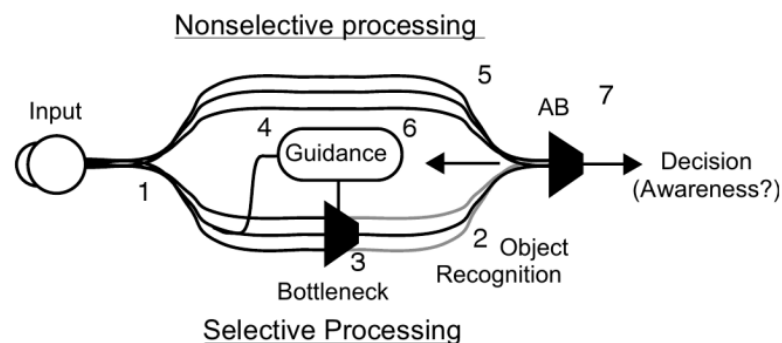 Nonselective processing
5
7
AB
Input
4
6
Guidance
Decision
(Awareness?)
1
2
Object
Recognition
3
Bottleneck
Selective Processing